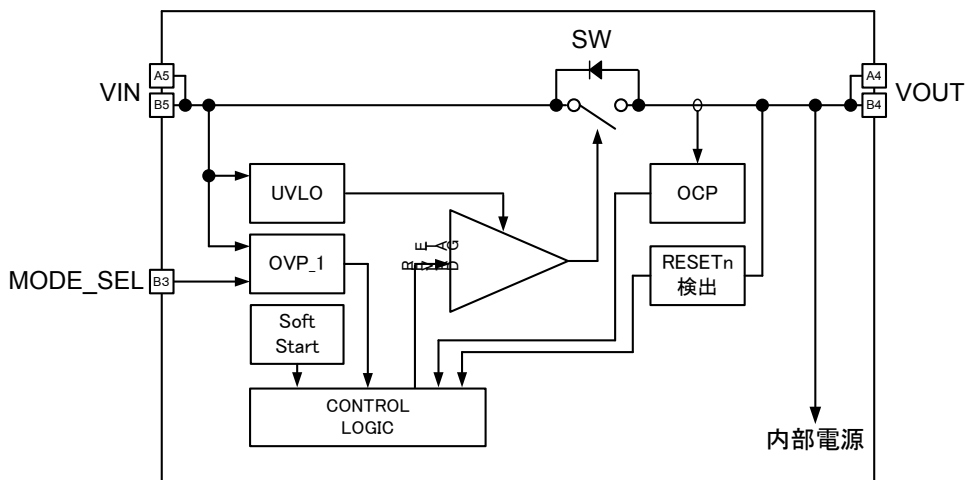 SW
VIN
A5
B5
A4
B4
VOUT
UVLO
OCP
OVP_1
RESETn
検出
MODE_SEL
B3
Soft
Start
CONTROL
LOGIC
内部電源